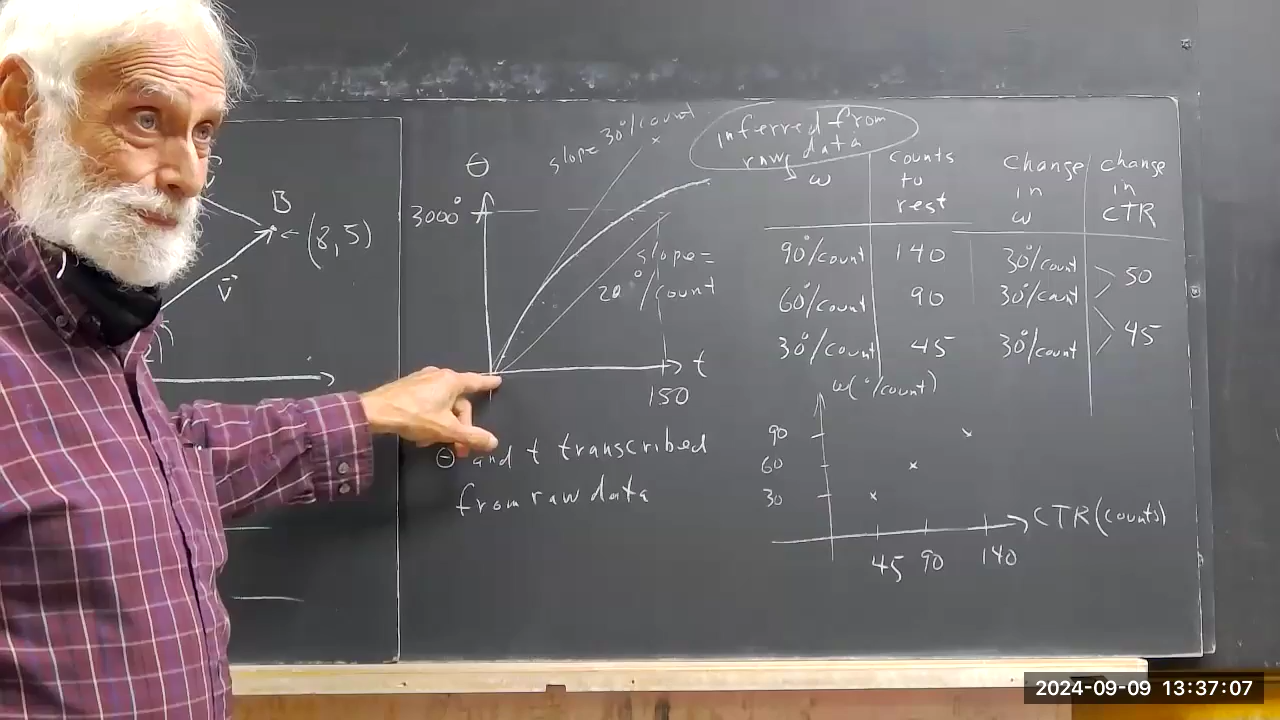 B
(8,5)
V
2)
θ
3000°
slope 30°/count
slope=
20°/count
t
150
θ and t transcribed
from raw data
inferred from
raw data
ω
counts
to
rest
change
in
ω
change
in
CTR
90°/count 140 30°/count
50
60°/count 90 30°/count
45
30°/count 45 30°/count
ω(°/count)
90
60
30
CTR(counts)
45 90 140
2024-09-09 13:37:07